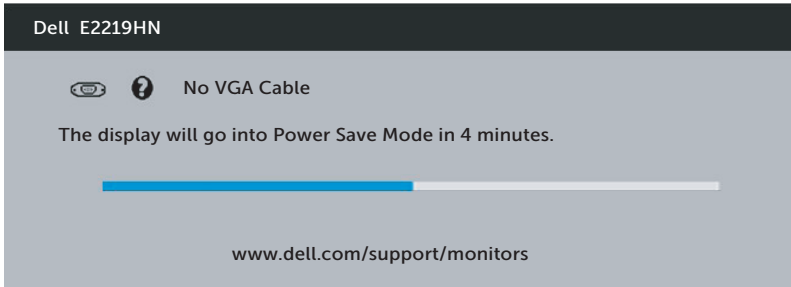 Dell E2219HN
No VGA Cable
The display will go into Power Save Mode in 4 minutes.
www.dell.com/support/monitors